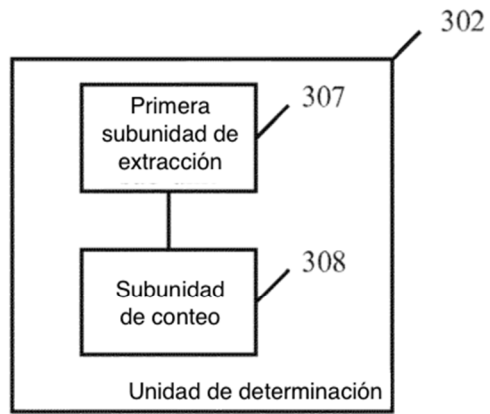 302
Primera
subunidad de
extracción
307
Subunidad
de conteo
308
Unidad de determinación